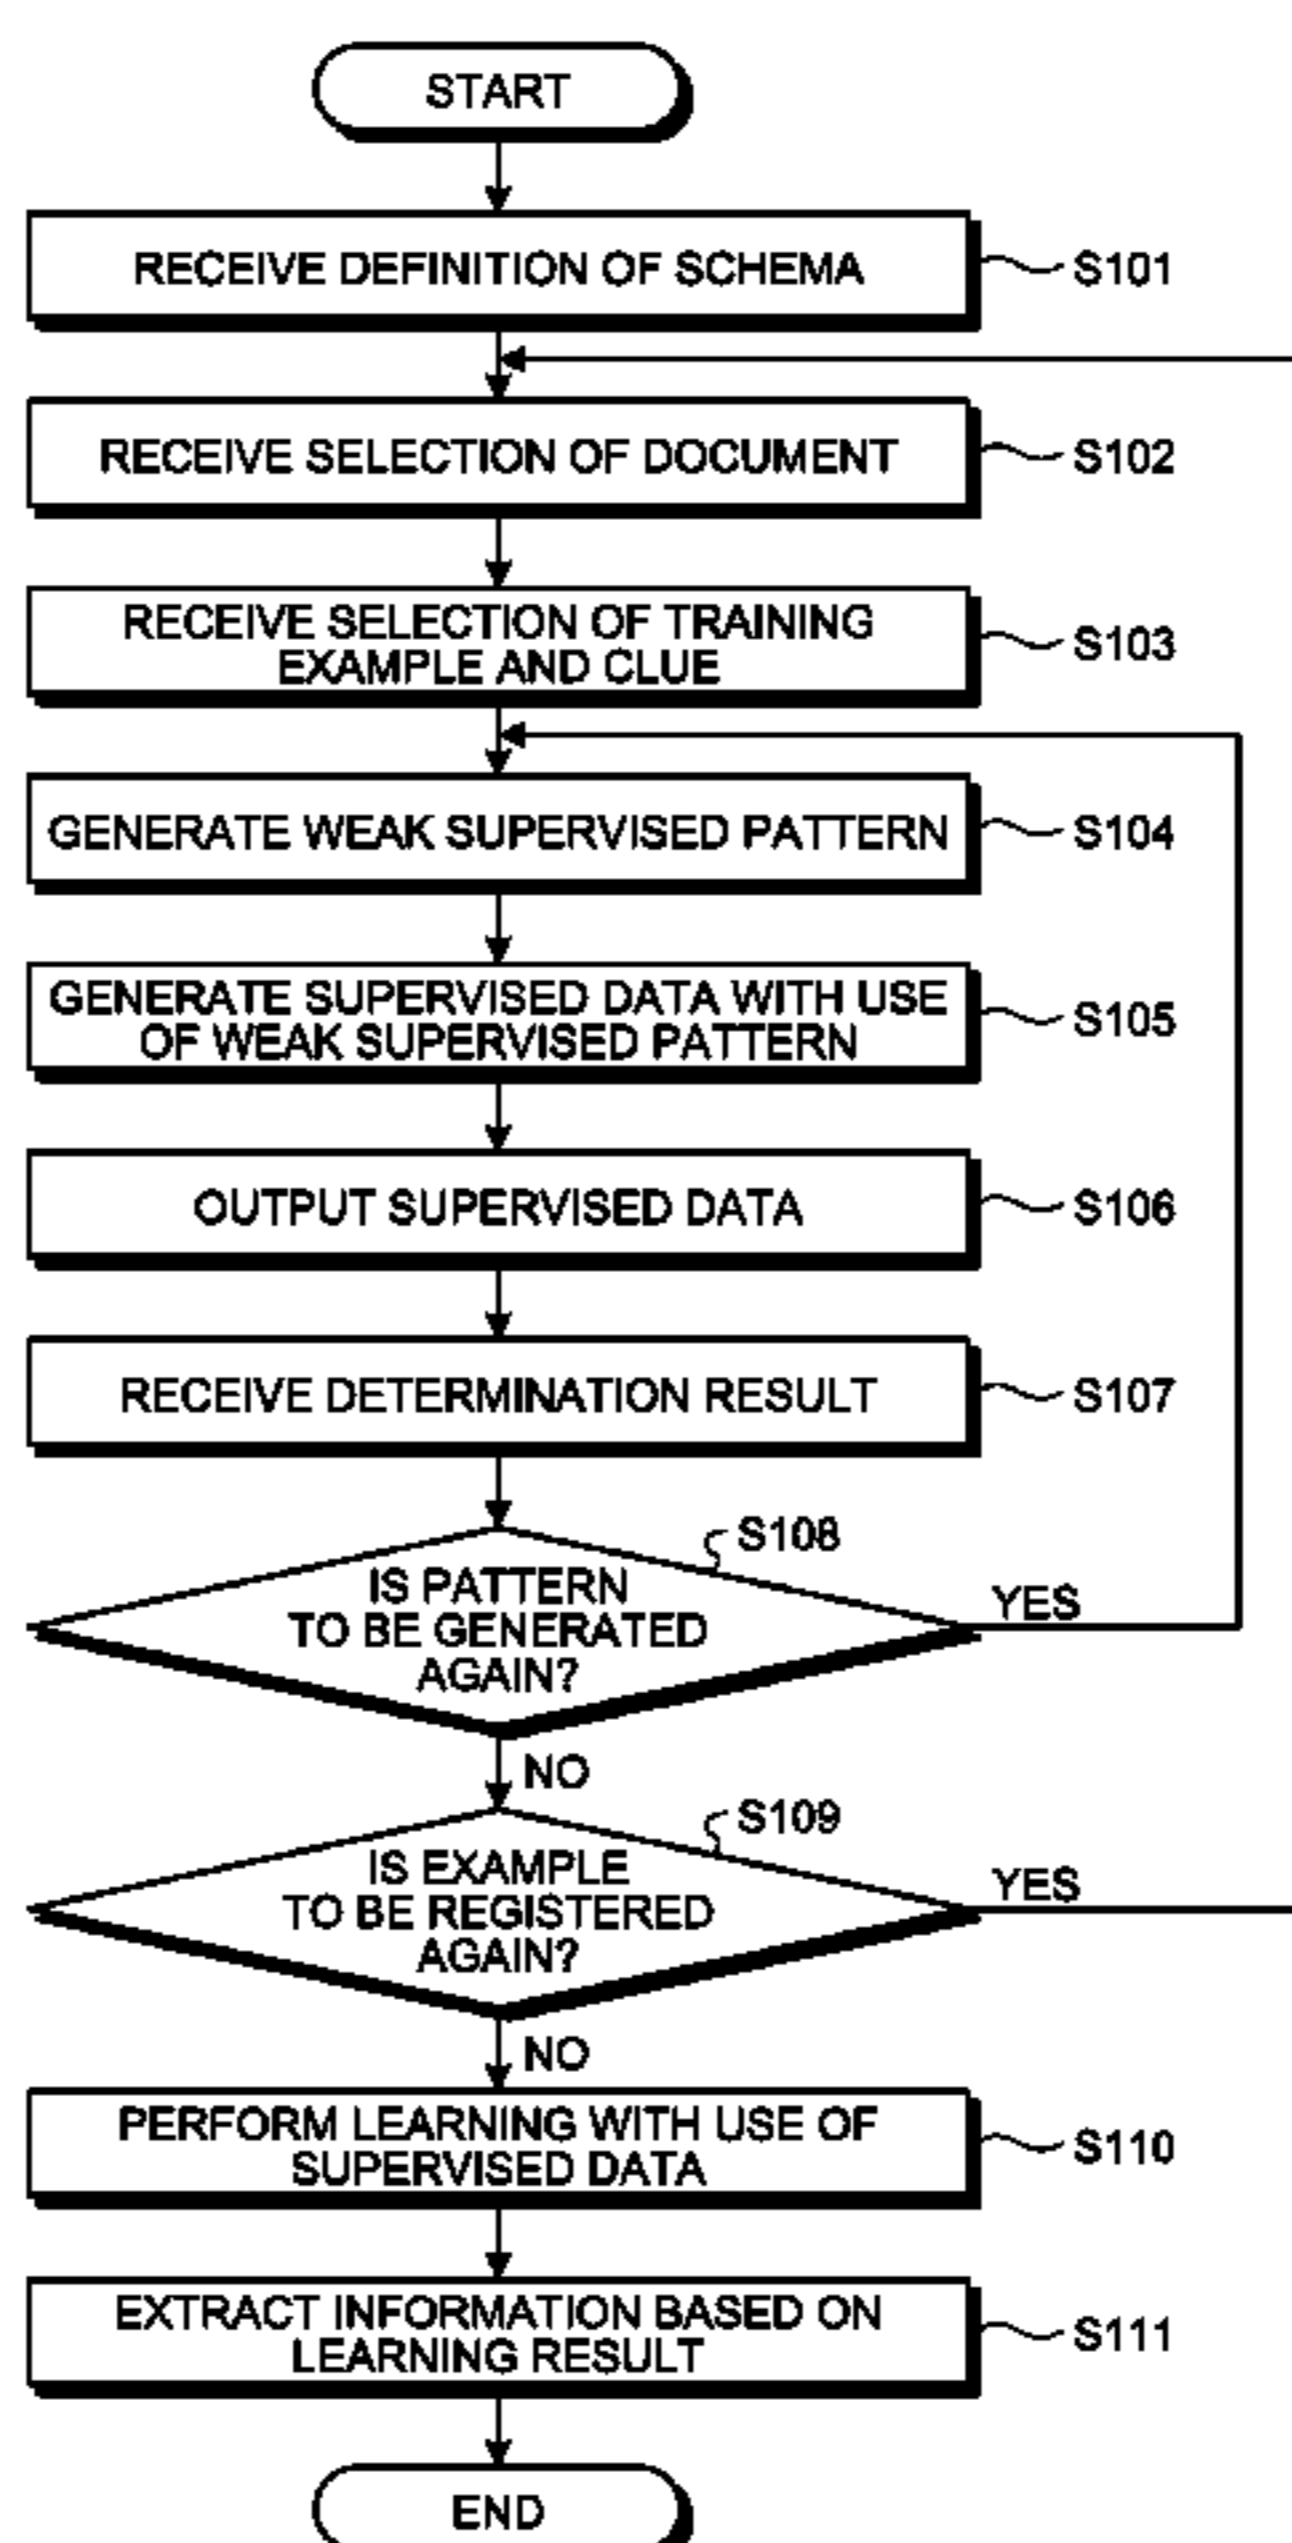 START
RECEIVE DEFINITION OF SCHEMA
S101
RECEIVE SELECTION OF DOCUMENT
S102
RECEIVE SELECTION OF TRAINING
EXAMPLE AND CLUE
S103
GENERATE WEAK SUPERVISED PATTERN
S104
GENERATE SUPERVISED DATA WITH USE
OF WEAK SUPERVISED PATTERN
S105
OUTPUT SUPERVISED DATA
S106
RECEIVE DETERMINATION RESULT
S107
S108
IS PATTERN
TO BE GENERATED
AGAIN?
YES
NO
S109
IS EXAMPLE
TO BE REGISTERED
AGAIN?
YES
NO
PERFORM LEARNING WITH USE OF
SUPERVISED DATA
S110
EXTRACT INFORMATION BASED ON
LEARNING RESULT
S111
END